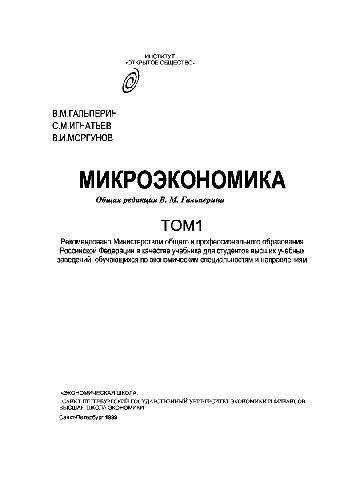 ИНСТИТУТ
«ОТКРЫТОЕ ОБЩЕСТВО»
В.М.ГАЛЬПЕРИН
С.М.ИГНАТЬЕВ
В.И.МОРГУНОВ
МИКРОЭКОНОМИКА
Общая редакция В. М. Гальперина
ТОМ1
Рекомендовано Министерством общего и профессионального образования
Российской Федерации в качестве учебника для студентов высших учебных
заведений, обучающихся по экономическим специальностям и направлениям
«ЭКОНОМИЧЕСКАЯ ШКОЛА»
САНКТ-ПЕТЕРБУРГСКИЙ ГОСУДАРСТВЕННЫЙ УНИВЕРСИТЕТ ЭКОНОМИКИ И ФИНАНСОВ
ВЫСШАЯ ШКОЛА ЭКОНОМИКИ
Санкт-Петербург 1999